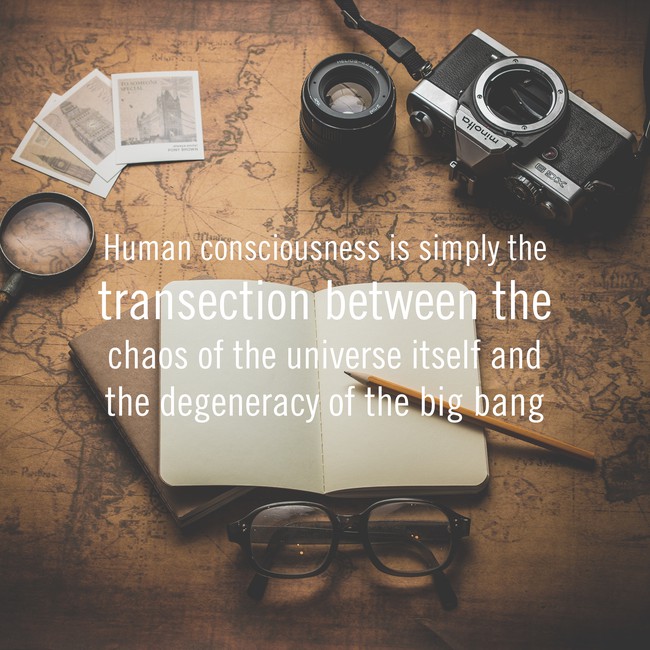 minolta
Human consciousness is simply the
transection between the
chaos of the universe itself and
the degeneracy of the big bang